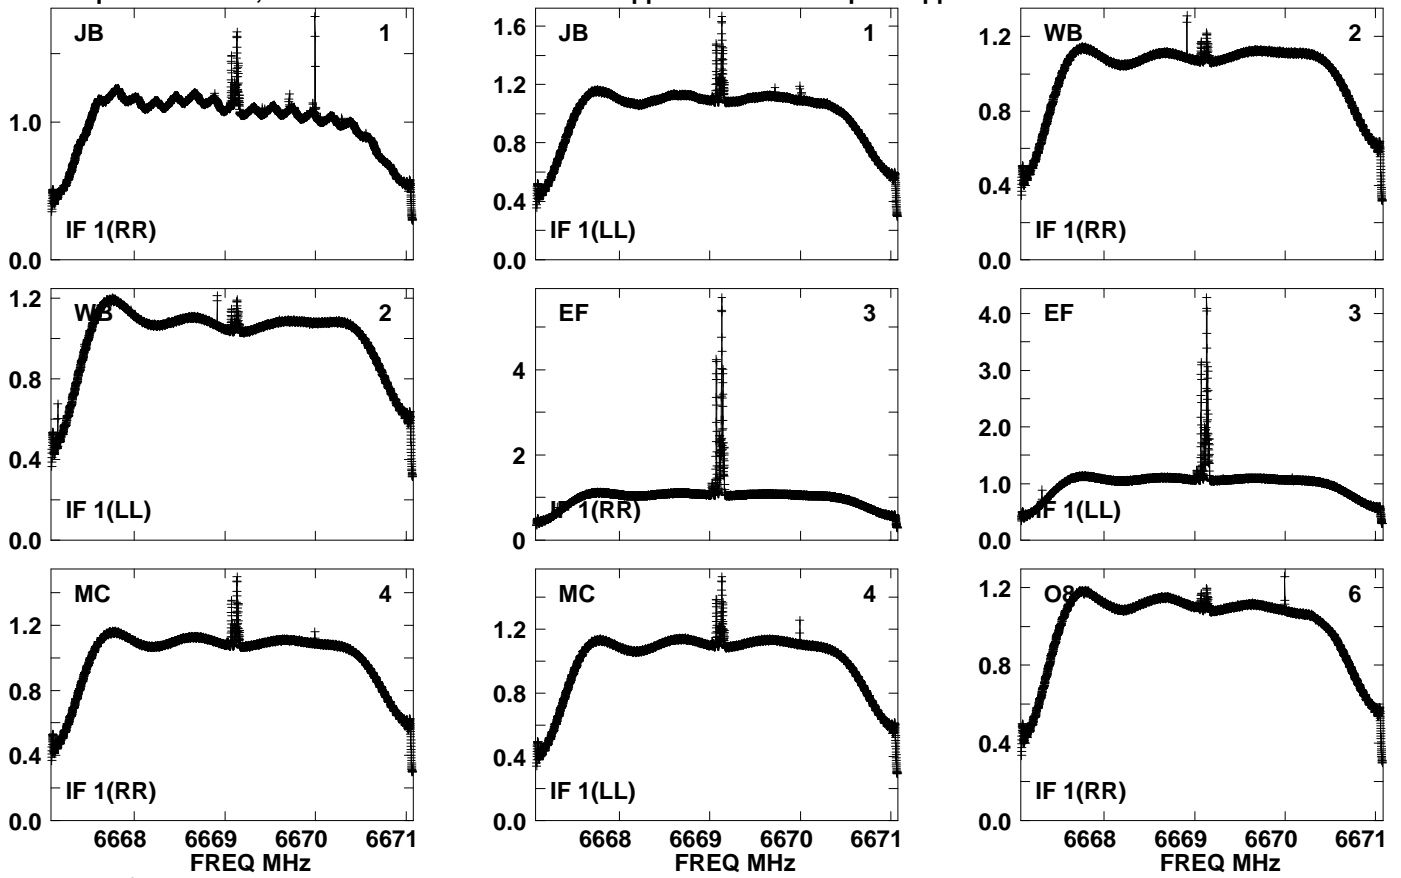 JB 1
1.0
0.0
IF 1(RR)
JB 1
1.6
1.2
0.8
0.4
0.0
IF 1(LL)
WB 2
1.2
0.8
0.4
0.0
IF 1(RR)
WB 2
1.2
0.8
0.4
0.0
IF 1(LL)
EF 3
4
2
0
IF 1(RR)
EF 3
4.0
3.0
2.0
1.0
0.0
IF 1(LL)
MC 4
1.2
0.8
0.4
0.0
IF 1(RR)
6668 6669 6670 6671
FREQ MHz
MC 4
1.2
0.8
0.4
0.0
IF 1(LL)
6668 6669 6670 6671
FREQ MHz
O8 6
1.2
0.8
0.4
0.0
IF 1(RR)
6668 6669 6670 6671
FREQ MHz